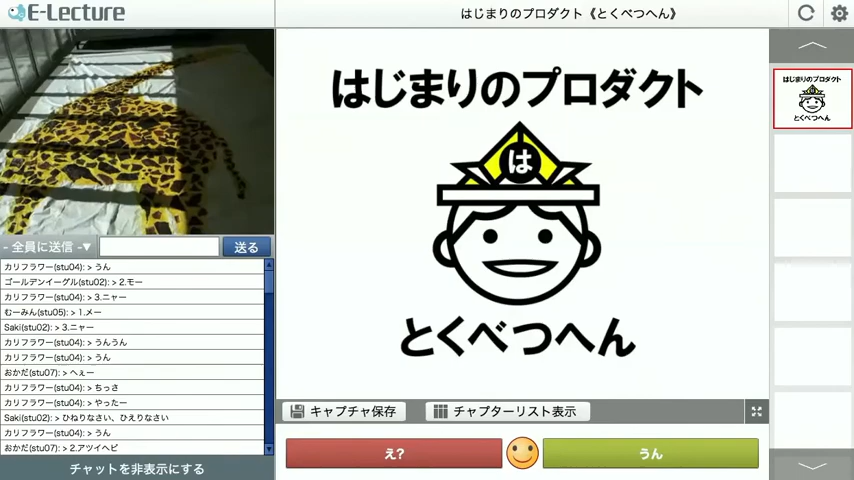 E-Lecture
はじまりのプロダクト《とくべつへん》
はじまりのプロダクト
は
とくべつへん
はじまりのプロダクト
は
とくべつへん
- 全員に送信 -▼
送る
カリフラワー(stu04): > うん
ゴールデンイーグル(stu02): > 2.モー
カリフラワー(stu04): > 3.ニャー
むーみん(stu05): > 1.メー
Saki(stu02): > 3.ニャー
カリフラワー(stu04): > うんうん
カリフラワー(stu04): > うん
おかだ(stu07): > へぇー
カリフラワー(stu04): > ちっさ
カリフラワー(stu04): > やったー
Saki(stu02): > ひねりなさい、ひえりなさい
カリフラワー(stu04): > うん
おかだ(stu07): > 2.アツイヘビ
チャットを非表示にする
キャプチャ保存
チャプターリスト表示
え?
うん